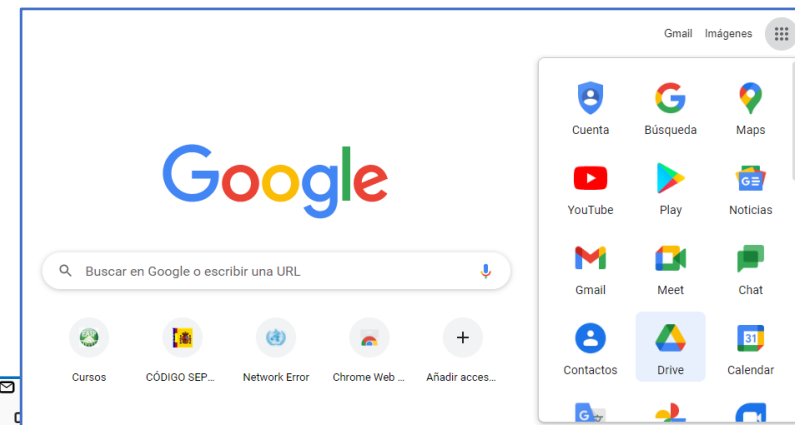 Gmail Imágenes
Cuenta Búsqueda Maps
Google
YouTube Play Noticias
Buscar en Google o escribir una URL
Gmail Meet Chat
31
Contactos Drive Calendar
Cursos CÓDIGO SEP... Network Error Chrome Web ... Añadir acces...